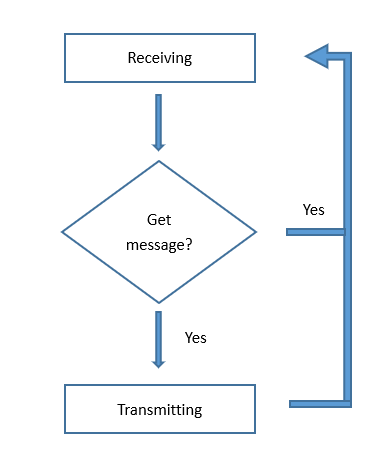 Receiving
Get
message?
Yes
Yes
Transmitting